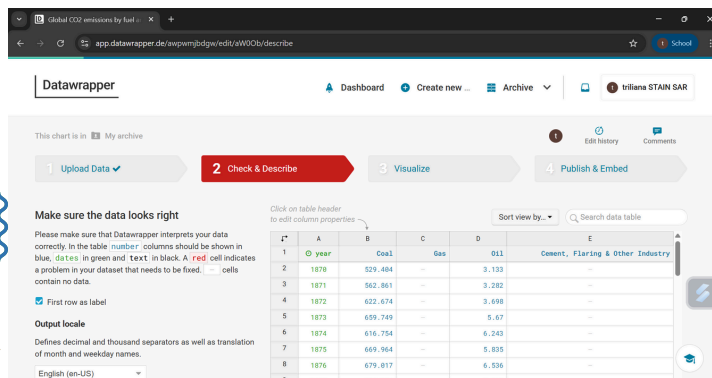 Global CO2 emissions by fuel
app.datawrapper.de/awpwmjbdgw/edit/aW0Ob/describe
t School
Datawrapper
Dashboard
Create new ...
Archive
t triliana STAIN SAR
This chart is in My archive
t
Edit history
Comments
1 Upload Data
2 Check & Describe
3 Visualize
4 Publish & Embed
Make sure the data looks right
Please make sure that Datawrapper interprets your data
correctly. In the table number columns should be shown in
blue, dates in green and text in black. A red cell indicates
a problem in your dataset that needs to be fixed. – cells
contain no data.
First row as label
Output locale
Defines decimal and thousand separators as well as translation
of month and weekday names.
English (en-US)
Click on table header
to edit column properties
Sort view by...
Search data table
A B C D E
1 year Coal Gas Oil Cement, Flaring & Other Industry
2 1870 529.404 – 3.133 –
3 1871 562.861 – 3.282 –
4 1872 622.674 – 3.698 –
5 1873 659.749 – 5.67 –
6 1874 616.754 – 6.243 –
7 1875 669.964 – 5.835 –
8 1876 679.017 – 6.536 –